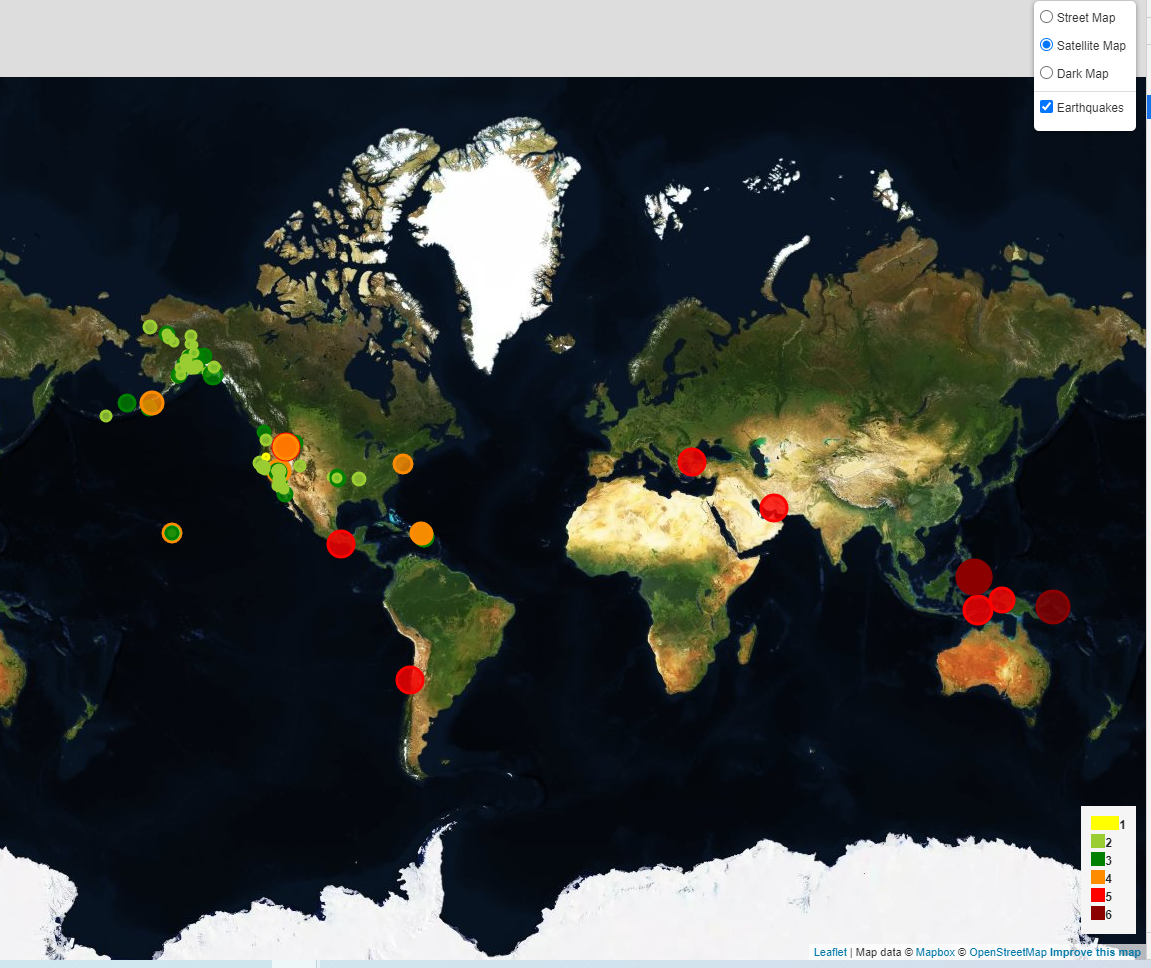 Street Map
Satellite Map
Dark Map
Earthquakes
1
2
3
4
5
6
Leaflet | Map data © Mapbox © OpenStreetMap Improve this map